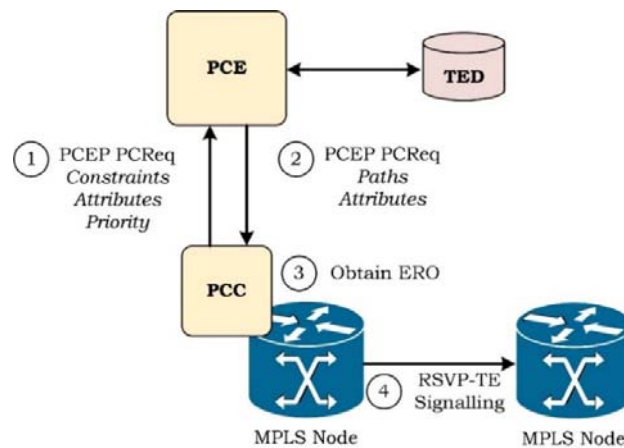 PCE
TED
1
PCEP PCReq
Constraints
Attributes
Priority
2
PCEP PCReq
Paths
Attributes
PCC
3
Obtain ERO
4
RSVP-TE
Signalling
MPLS Node
MPLS Node